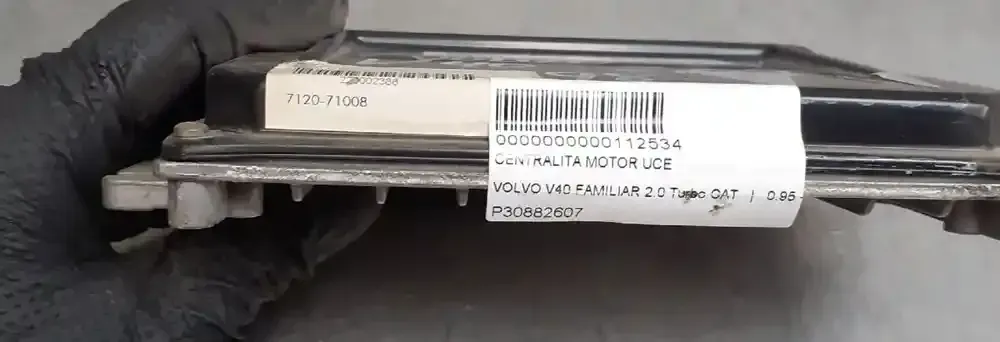 7120-71008
0000000000112534
CENTRALITA MOTOR UCE
VOLVO V40 FAMILIAR 2.0 Turbo CAT | 0.95 -
P30882607